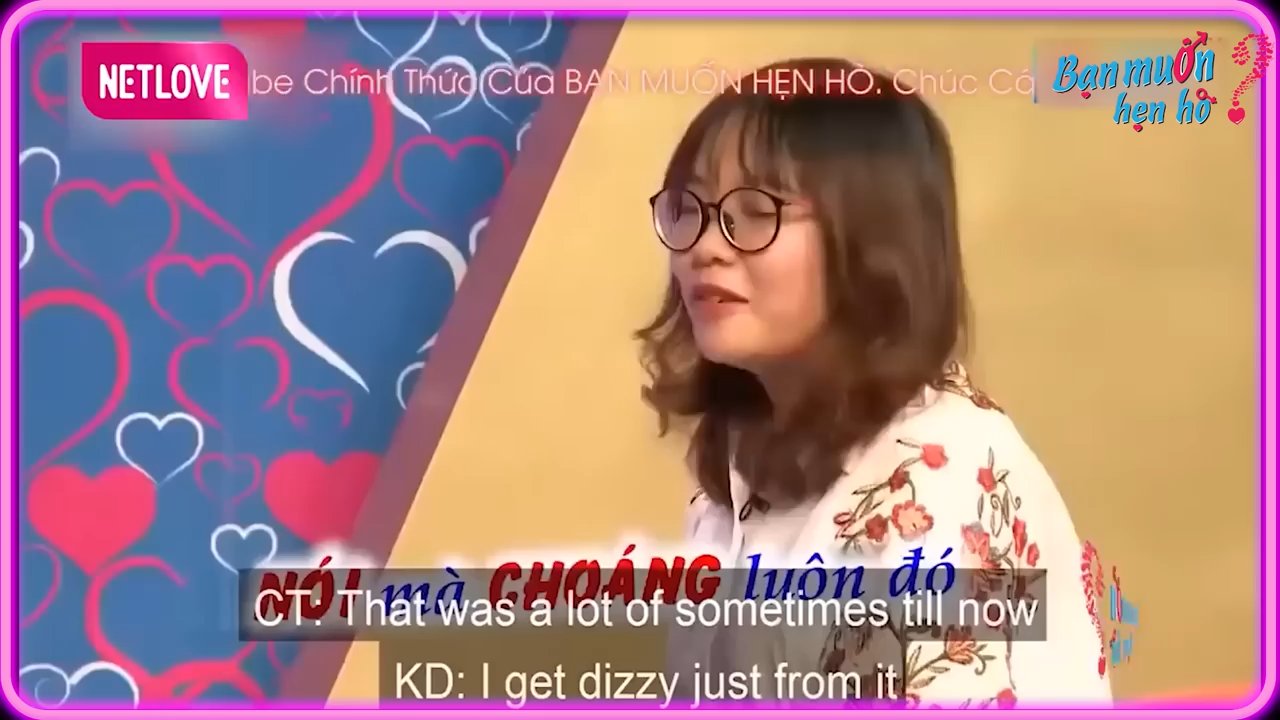 NETLOVE
be Chính Thức Của BẠN MUỐN HẸN HÒ. Chúc Cá
Bạn muốn
hẹn hò ?
NÓI mà CHOÁNG luôn đó
CT: That was a lot of sometimes till now
KD: I get dizzy just from it